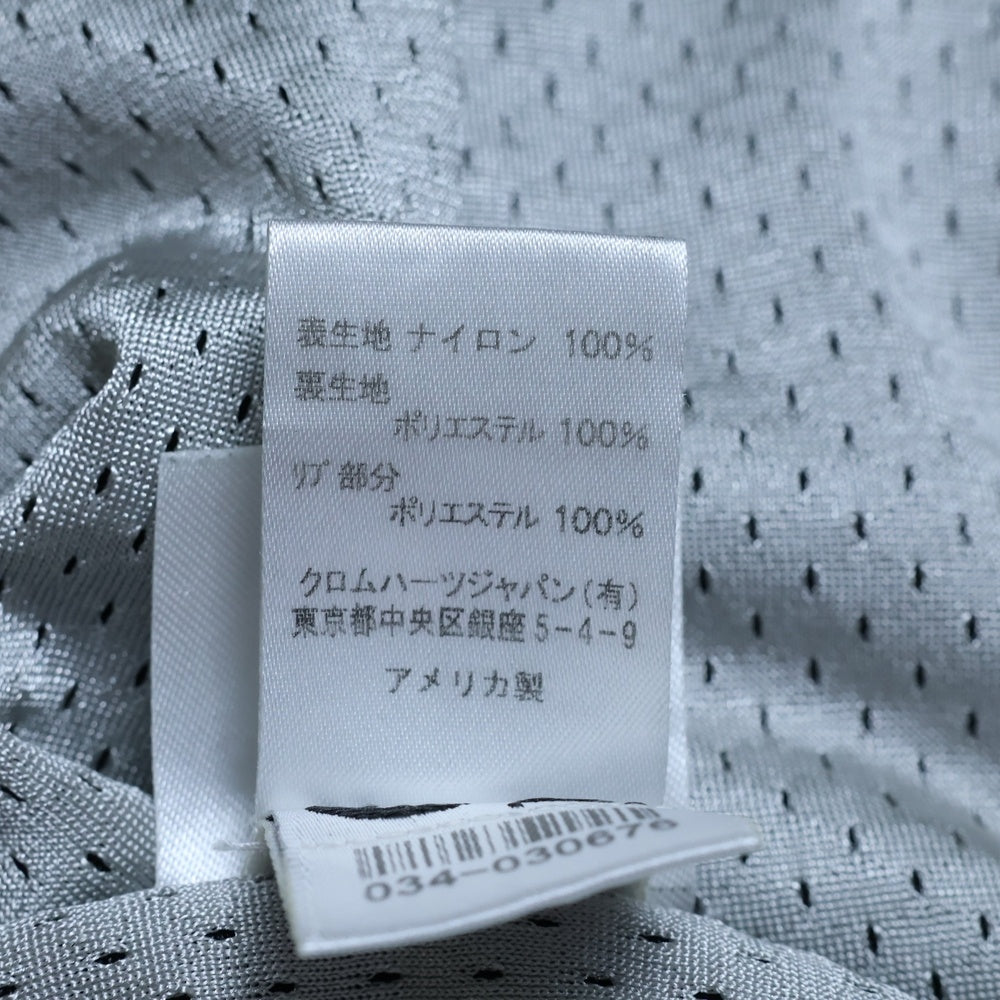 表生地 ナイロン 100%
裏生地
ポリエステル 100%
リブ 部分
ポリエステル 100%
クロムハーツジャパン(有)
東京都中央区銀座5-4-9
アメリカ製
034-030676